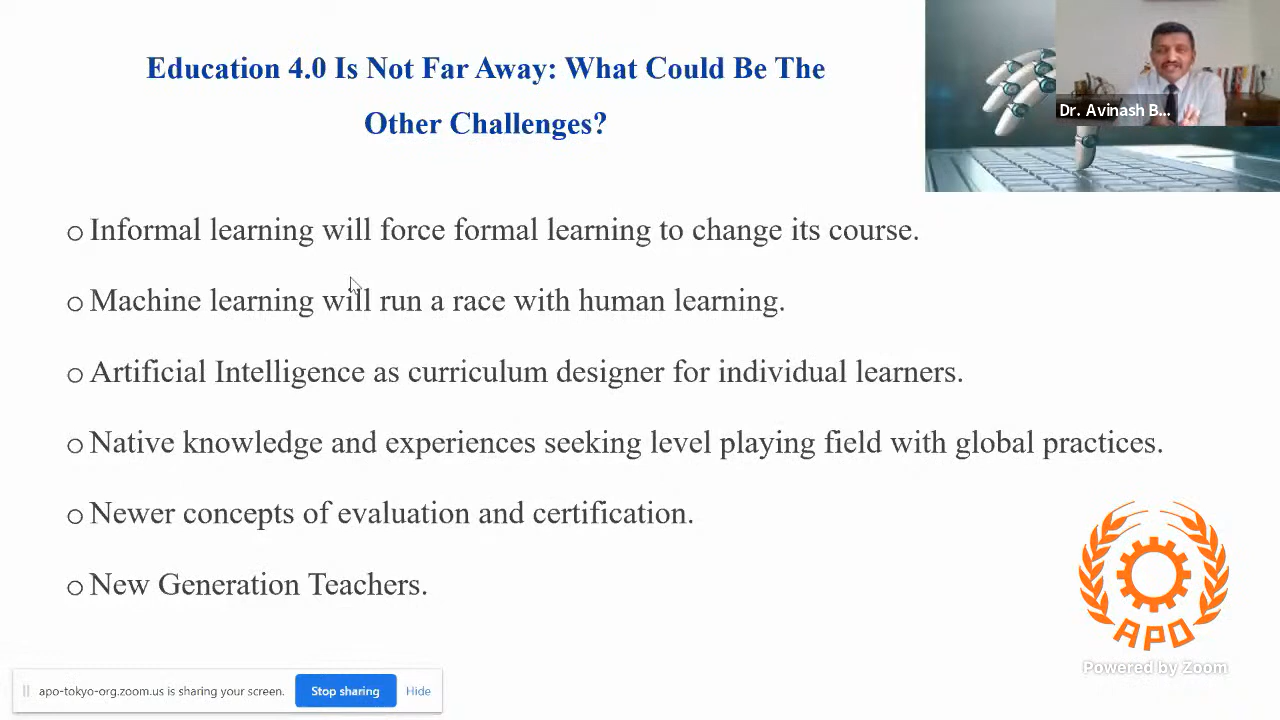 Education 4.0 Is Not Far Away: What Could Be The
Other Challenges?
Dr. Avinash B...
o Informal learning will force formal learning to change its course.
o Machine learning will run a race with human learning.
o Artificial Intelligence as curriculum designer for individual learners.
o Native knowledge and experiences seeking level playing field with global practices.
o Newer concepts of evaluation and certification.
o New Generation Teachers.
APO
Powered by Zoom
apo-tokyo-org.zoom.us is sharing your screen. Stop sharing Hide